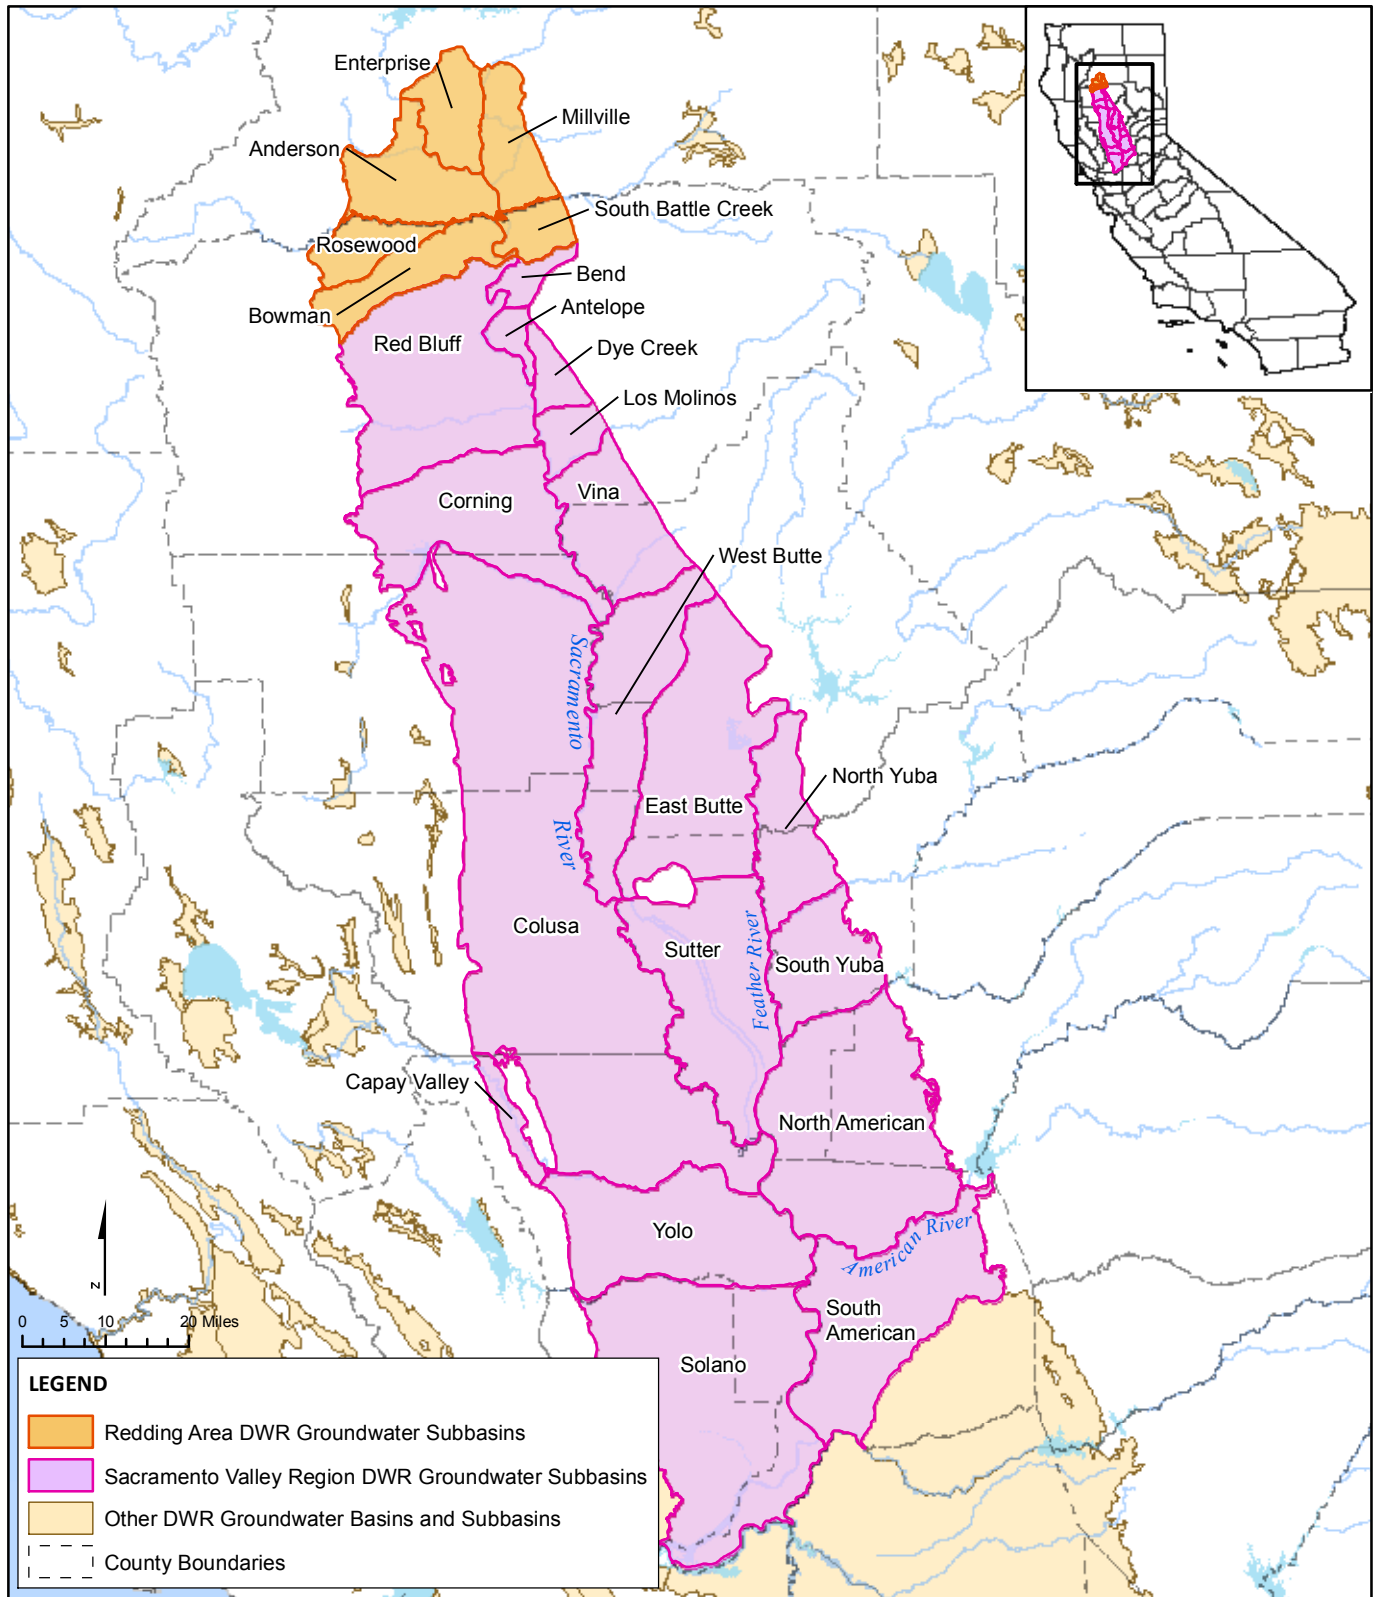 Enterprise
Millville
Anderson
South Battle Creek
Rosewood
Bend
Bowman
Antelope
Red Bluff
Dye Creek
Los Molinos
Corning
Vina
West Butte
Sacramento
River
North Yuba
East Butte
Colusa
Sutter
Feather River
South Yuba
Capay Valley
North American
Yolo
American River
South
American
Solano
N
0 5 10 20 Miles
LEGEND
Redding Area DWR Groundwater Subbasins
Sacramento Valley Region DWR Groundwater Subbasins
Other DWR Groundwater Basins and Subbasins
County Boundaries